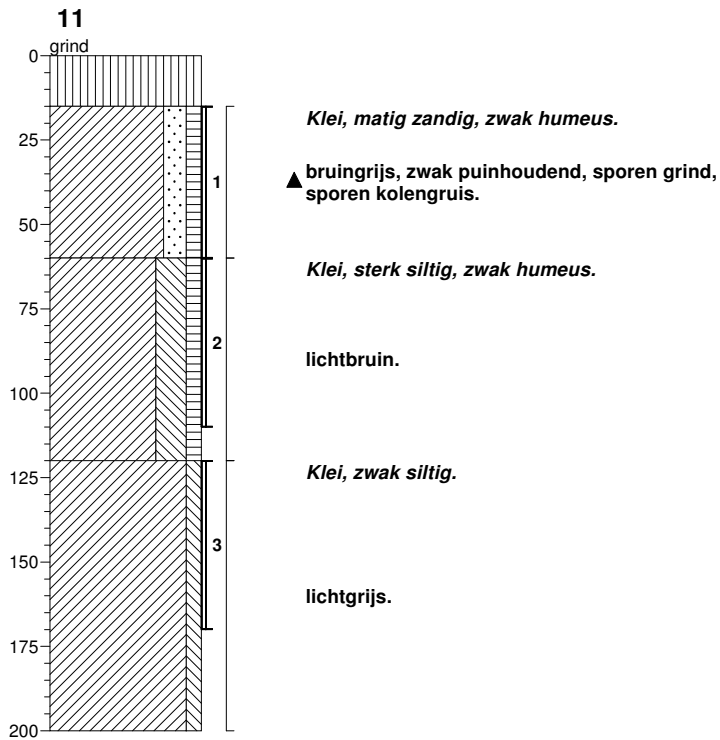 11
grind
0
Klei, matig zandig, zwak humeus.
25
1
bruingrijs, zwak puinhoudend, sporen grind,
sporen kolengruis.
50
Klei, sterk siltig, zwak humeus.
75
2
lichtbruin.
100
Klei, zwak siltig.
125
3
150
lichtgrijs.
175
200